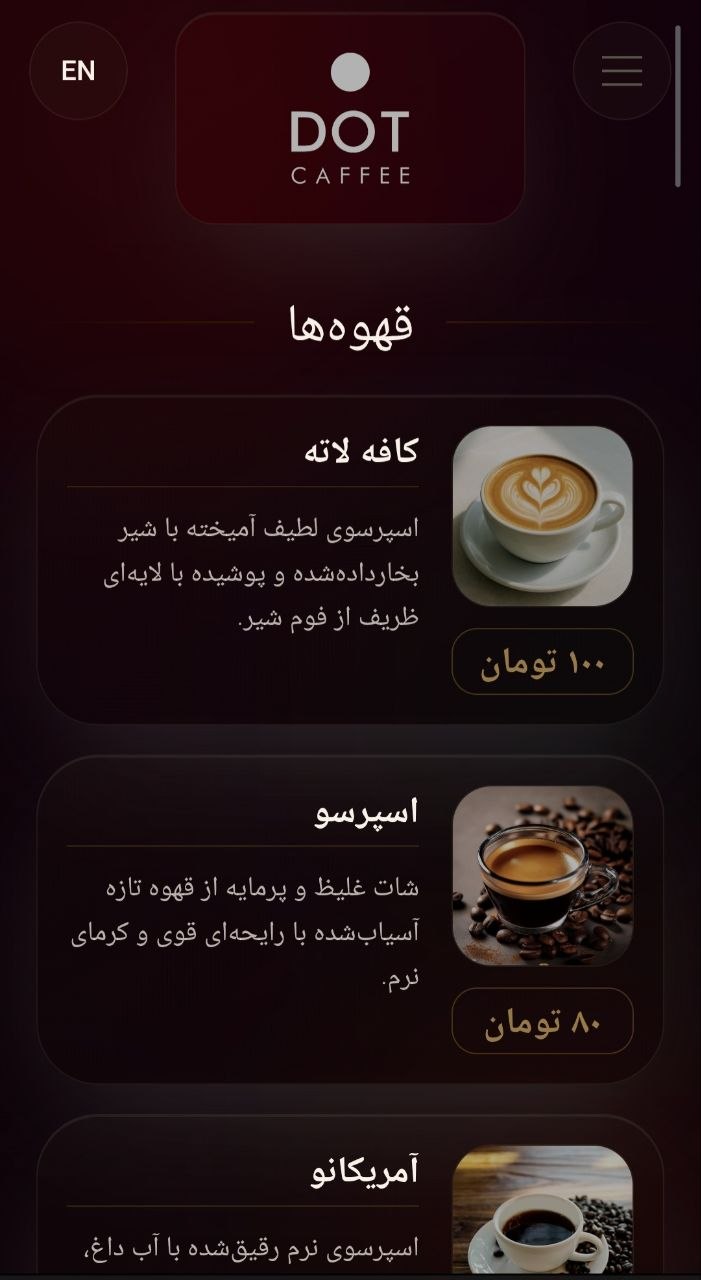 EN
DOT
CAFFEE
قهوه‌ها
کافه لاته
اسپرسوی لطیف آمیخته با شیر
بخارداده‌شده و پوشیده با لایه‌ای
ظریف از فوم شیر.
۱۰۰ تومان
اسپرسو
شات غلیظ و پرمایه از قهوه تازه
آسیاب‌شده با رایحه‌ای قوی و کرمای
نرم.
۸۰ تومان
آمریکانو
اسپرسوی نرم رقیق‌شده با آب داغ،